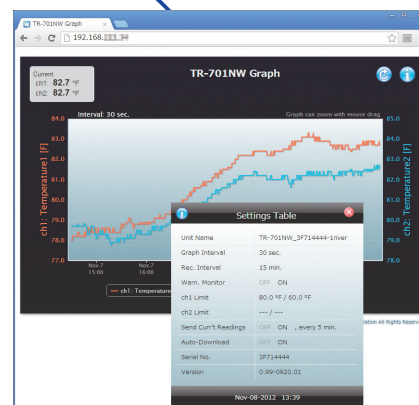 TR-701NW Graph
192.168.
Current
ch1: 82.7 °F
ch2: 82.7 °F
TR-701NW Graph
Interval: 30 sec.
Graph can zoom with mouse drag
84.0
83.0
82.0
81.0
80.0
79.0
78.0
77.0
ch1: Temperature1 [F]
85.0
84.0
83.0
82.0
81.0
80.0
79.0
78.0
ch2: Temperature2 [F]
Nov 7
15:00
Nov 7
18:00
ch1: Temperature
Settings Table
Unit Name TR-701NW_3F714444-1river
Graph Interval 30 sec.
Rec. Interval 15 min.
Warn. Monitor OFF ON
ch1 Limit 80.0 °F / 60.0 °F
ch2 Limit --- / ---
Send Curr't Readings OFF ON , every 5 min.
Auto-Download OFF ON
Serial No. 3F714444
Version 0.99-0920.01
Nov-08-2012 13:39
ration All Rights Reserv